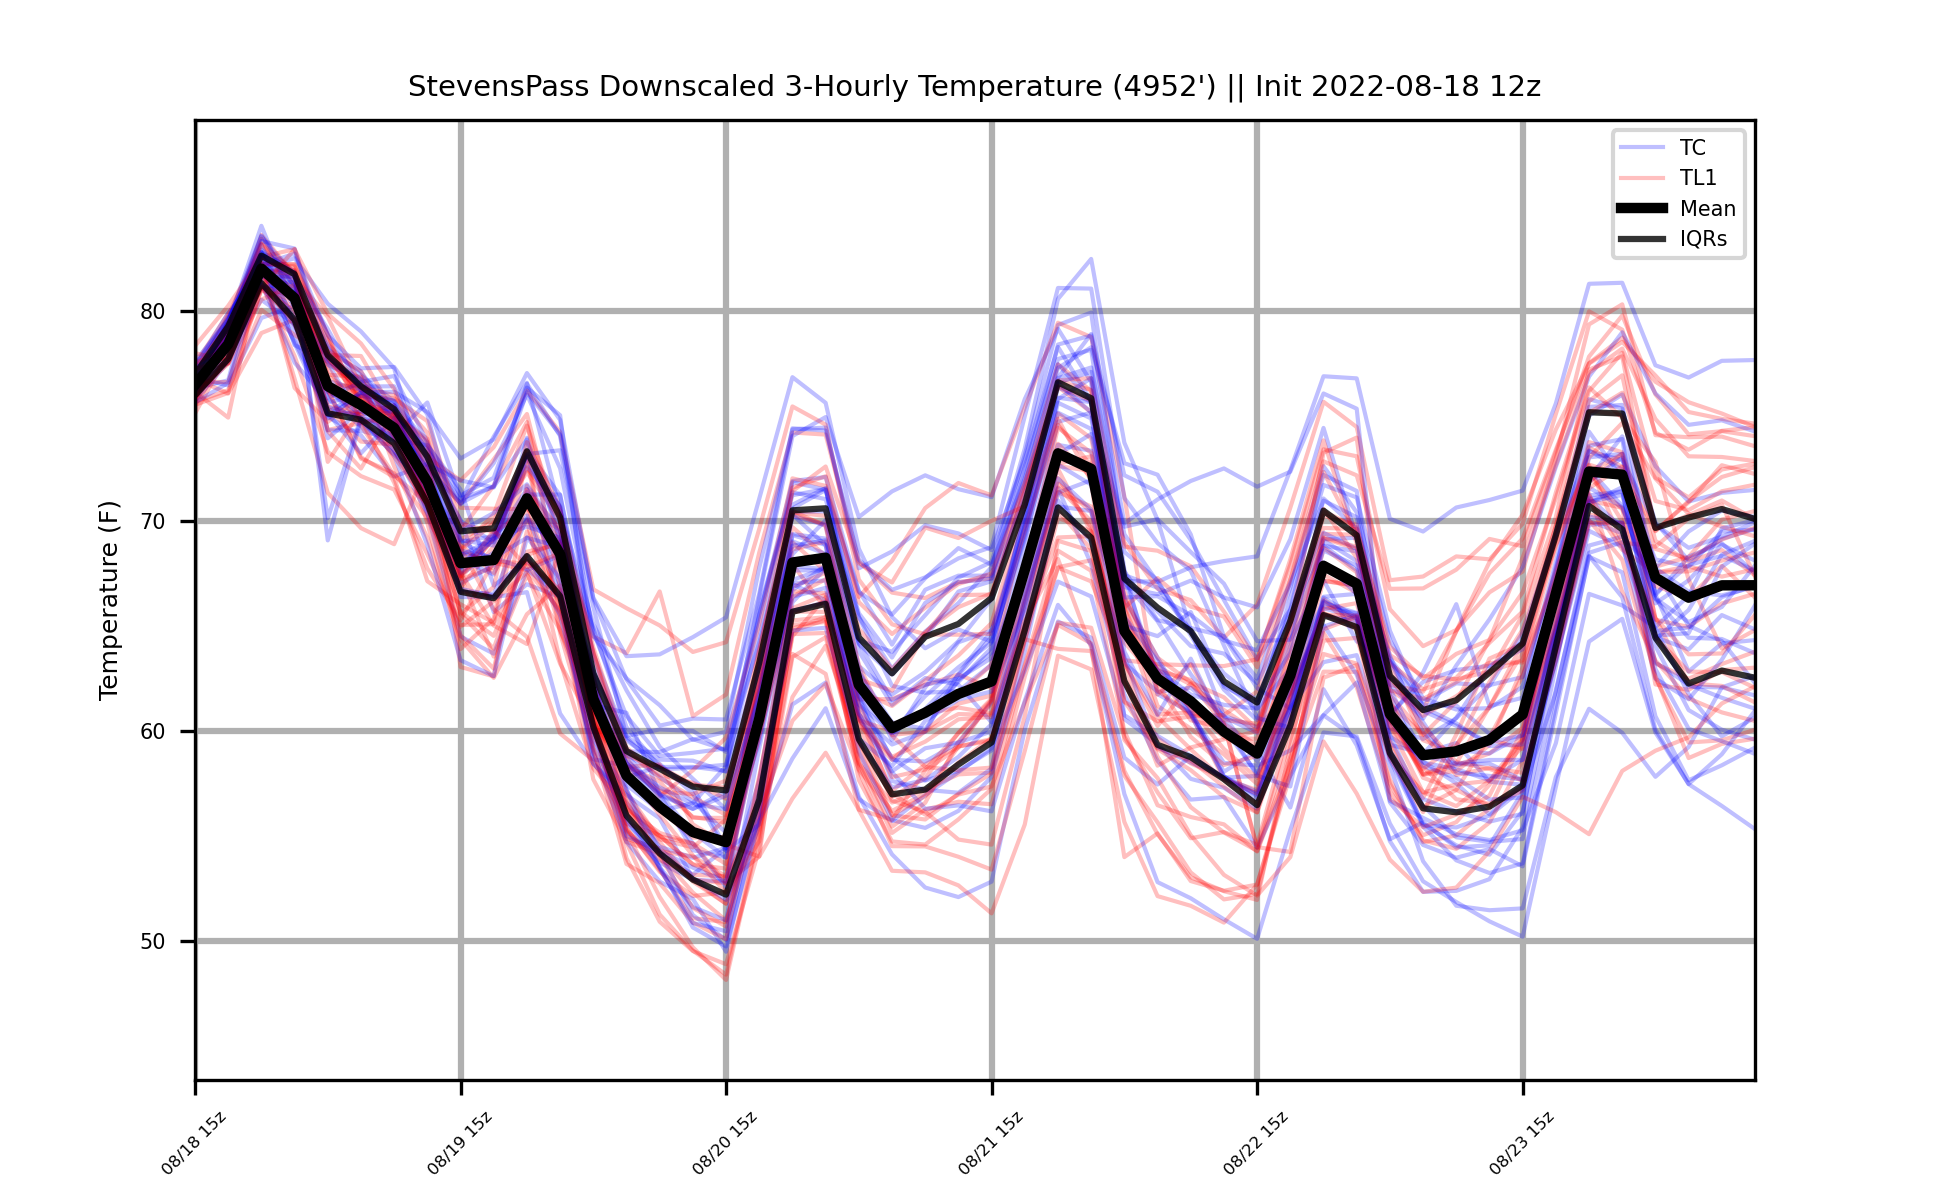 StevensPass Downscaled 3-Hourly Temperature (4952') || Init 2022-08-18 12z
TC
TL1
Mean
IQRs
Temperature (F)
80
70
60
50
08/18 15z
08/19 15z
08/20 15z
08/21 15z
08/22 15z
08/23 15z